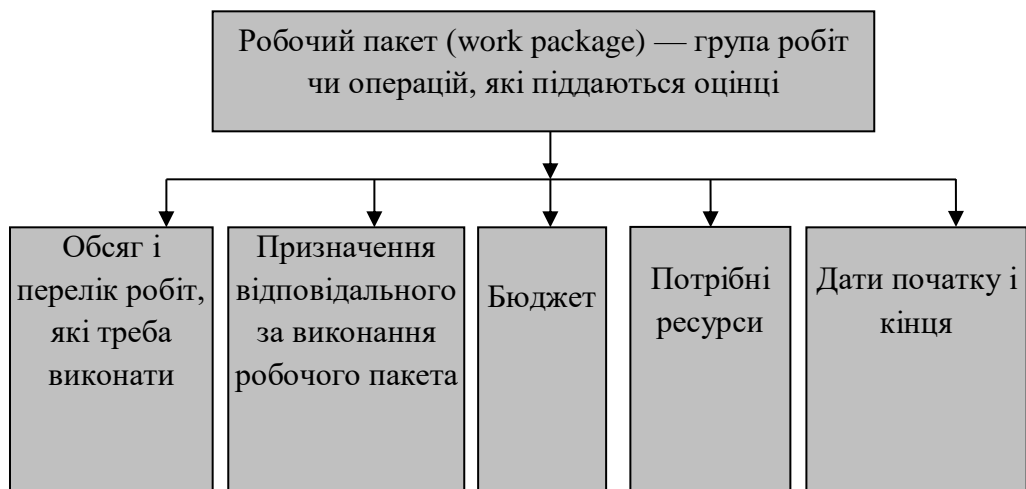 Робочий пакет (work package) — група робіт
чи операцій, які піддаються оцінці
Обсяг і
перелік робіт,
які треба
виконати
Призначення
відповідального
за виконання
робочого пакета
Бюджет
Потрібні
ресурси
Дати початку і
кінця